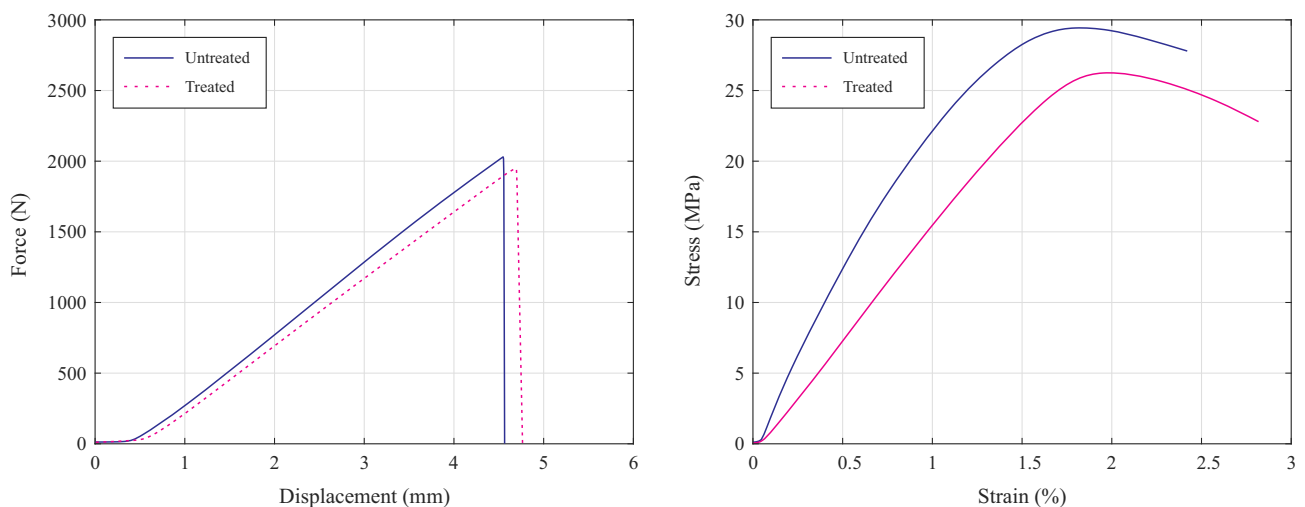 3000
2500
2000
1500
1000
500
0
Force (N)
Untreated
Treated
0 1 2 3 4 5 6
Displacement (mm)
30
25
20
15
10
5
0
Stress (MPa)
Untreated
Treated
0 0.5 1 1.5 2 2.5 3
Strain (%)